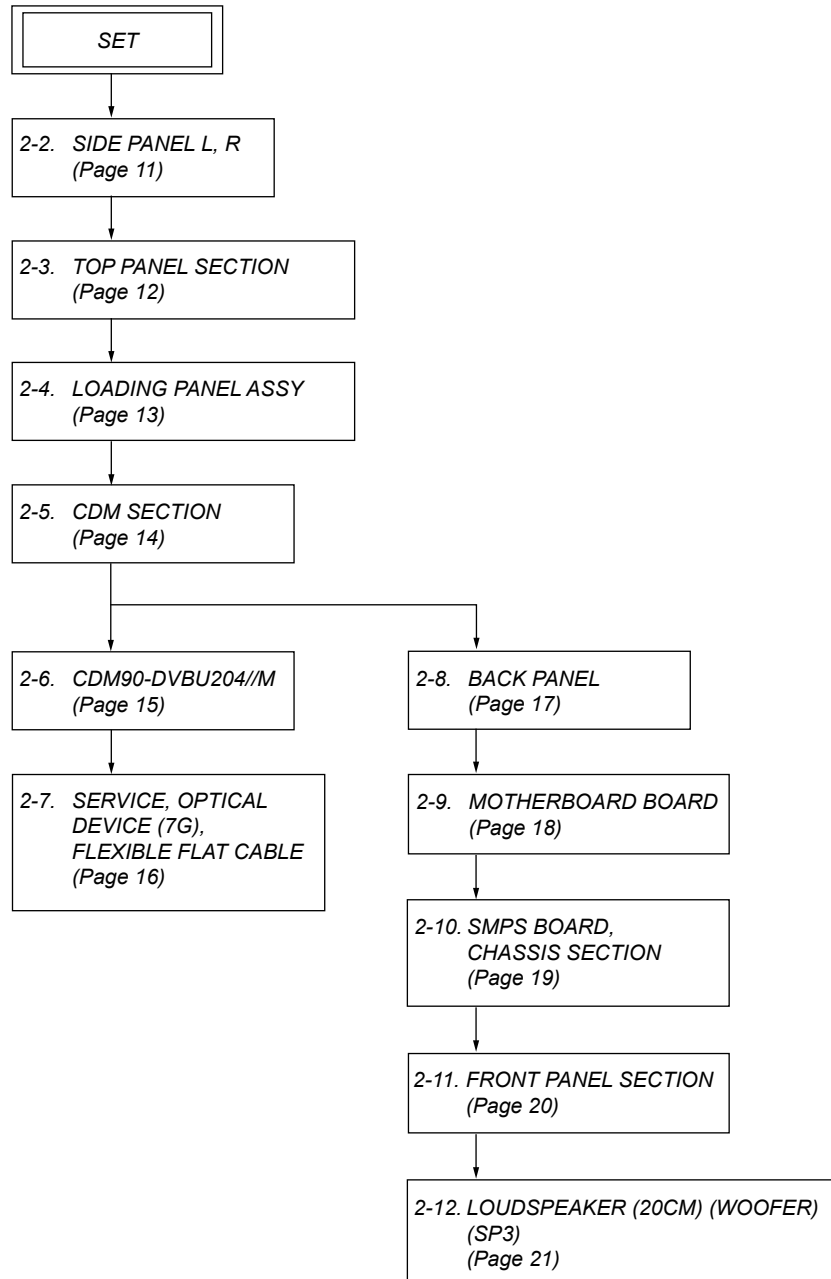 SET
2-2. SIDE PANEL L, R
(Page 11)
2-3. TOP PANEL SECTION
(Page 12)
2-4. LOADING PANEL ASSY
(Page 13)
2-5. CDM SECTION
(Page 14)
2-6. CDM90-DVBU204//M
(Page 15)
2-7. SERVICE, OPTICAL
DEVICE (7G),
FLEXIBLE FLAT CABLE
(Page 16)
2-8. BACK PANEL
(Page 17)
2-9. MOTHERBOARD BOARD
(Page 18)
2-10. SMPS BOARD,
CHASSIS SECTION
(Page 19)
2-11. FRONT PANEL SECTION
(Page 20)
2-12. LOUDSPEAKER (20CM) (WOOFER)
(SP3)
(Page 21)